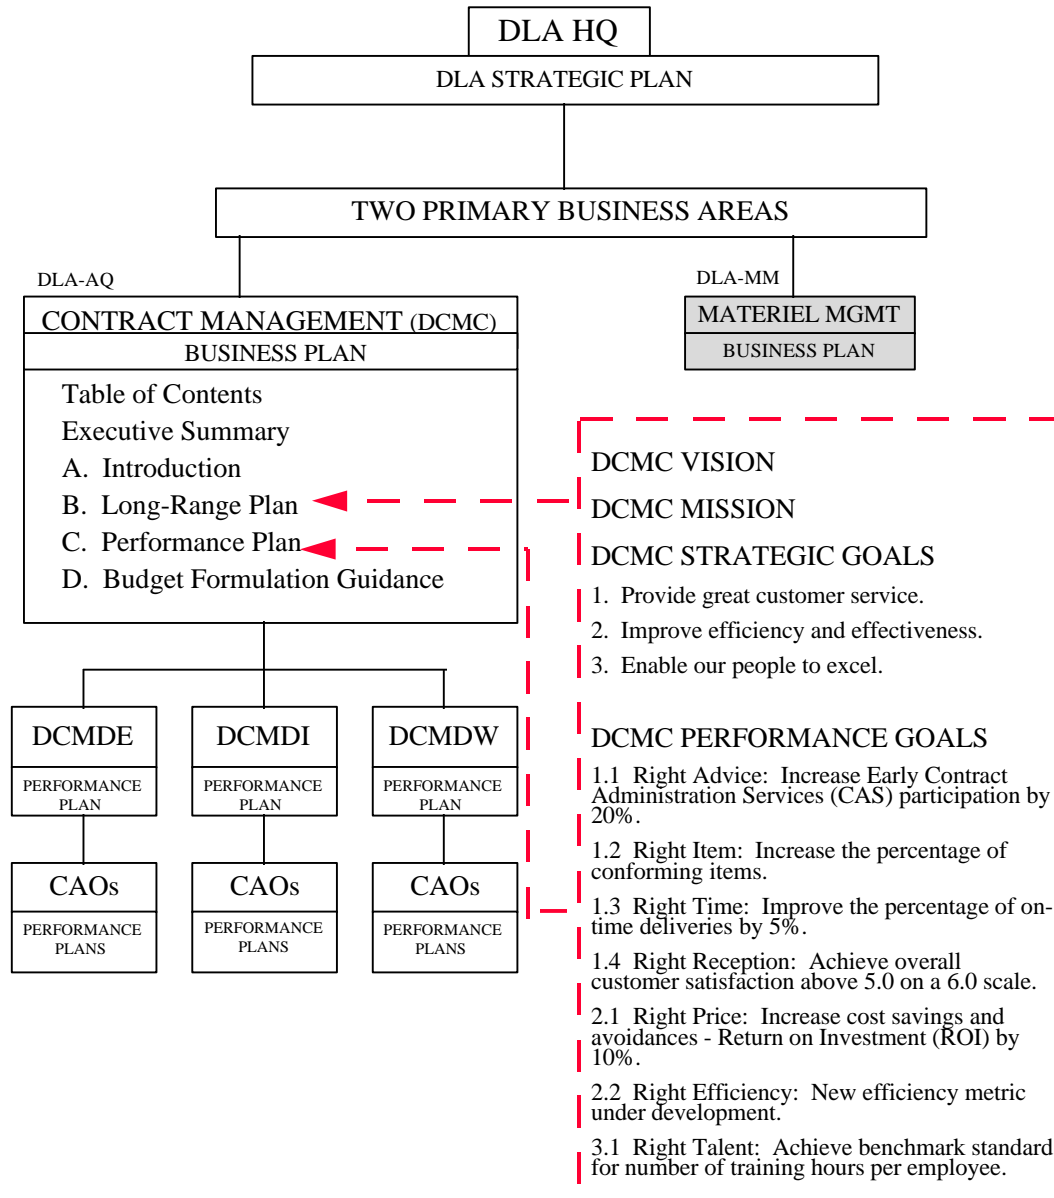 DLA HQ
DLA STRATEGIC PLAN
TWO PRIMARY BUSINESS AREAS
DLA-AQ
CONTRACT MANAGEMENT (DCMC)
BUSINESS PLAN
Table of Contents
Executive Summary
A. Introduction
B. Long-Range Plan
C. Performance Plan
D. Budget Formulation Guidance
DLA-MM
MATERIEL MGMT
BUSINESS PLAN
DCMDE
PERFORMANCE
PLAN
DCMDI
PERFORMANCE
PLAN
DCMDW
PERFORMANCE
PLAN
CAOs
PERFORMANCE
PLANS
CAOs
PERFORMANCE
PLANS
CAOs
PERFORMANCE
PLANS
DCMC VISION
DCMC MISSION
DCMC STRATEGIC GOALS
1. Provide great customer service.
2. Improve efficiency and effectiveness.
3. Enable our people to excel.
DCMC PERFORMANCE GOALS
1.1 Right Advice: Increase Early Contract
Administration Services (CAS) participation by
20%.
1.2 Right Item: Increase the percentage of
conforming items.
1.3 Right Time: Improve the percentage of on-
time deliveries by 5%.
1.4 Right Reception: Achieve overall
customer satisfaction above 5.0 on a 6.0 scale.
2.1 Right Price: Increase cost savings and
avoidances - Return on Investment (ROI) by
10%.
2.2 Right Efficiency: New efficiency metric
under development.
3.1 Right Talent: Achieve benchmark standard
for number of training hours per employee.